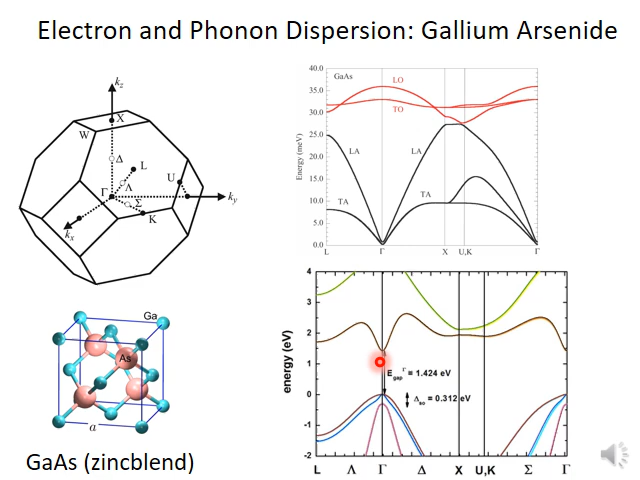 Electron and Phonon Dispersion: Gallium Arsenide
k_z
X
W
Δ
L
U
Γ
Λ
k_y
Σ
K
k_x
GaAs
LO
TO
LA
LA
TA
TA
Energy (meV)
40.0
35.0
30.0
25.0
20.0
15.0
10.0
5.0
0.0
L Γ X U,K Γ
Ga
As
a
GaAs (zincblend)
energy (eV)
4
3
2
1
0
-1
-2
E_gap^Γ = 1.424 eV
Δ_so = 0.312 eV
L Λ Γ Δ X U,K Σ Γ